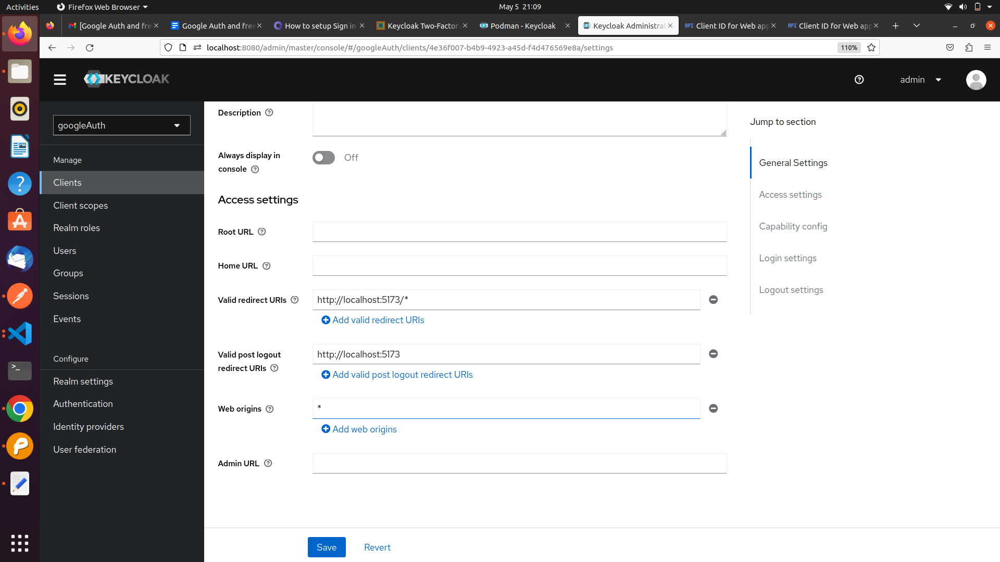 Activities
Firefox Web Browser
May 5 21:09
[Google Auth and fre
Google Auth and free
How to setup Sign in
Keycloak Two-Factor
Podman - Keycloak
Keycloak Administrat
API Client ID for Web app
API Client ID for Web app
localhost:8080/admin/master/console/#/googleAuth/clients/4e36f007-b4b9-4923-a45d-f4d476569e8a/settings
110%
KEYCLOAK
admin
googleAuth
Manage
Clients
Client scopes
Realm roles
Users
Groups
Sessions
Events
Configure
Realm settings
Authentication
Identity providers
User federation
Description
Always display in
console
Off
Access settings
Root URL
Home URL
Valid redirect URIs
http://localhost:5173/*
Add valid redirect URIs
Valid post logout
redirect URIs
http://localhost:5173
Add valid post logout redirect URIs
Web origins
*
Add web origins
Admin URL
Save
Revert
Jump to section
General Settings
Access settings
Capability config
Login settings
Logout settings